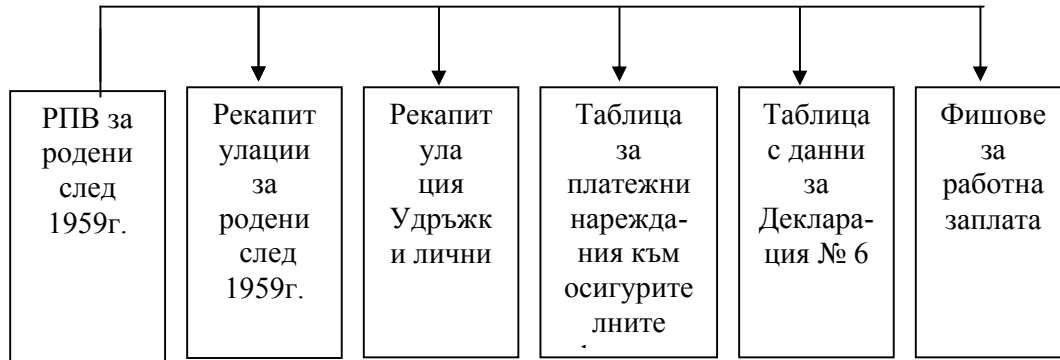 РПВ за
родени
след
1959г.
Рекапит
улации
за
родени
след
1959г.
Рекапит
ула
ция
Удръжк
и лични
Таблица
за
платежни
нарежда-
ния към
осигурите
лните
Таблица
с данни
за
Деклара-
ция № 6
Фишове
за
работна
заплата